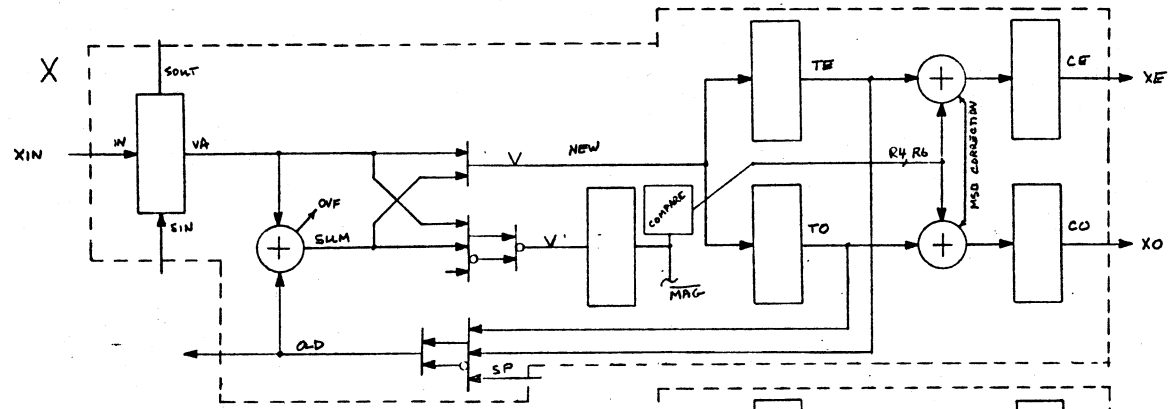 X
SOUT
XIN
IN
VA
SIN
OVF
SUM
OLD
V
NEW
V'
COMPARE
MAG
SP
TE
TO
R4, R6
MSD CORRECTION
CE
XE
CO
XO